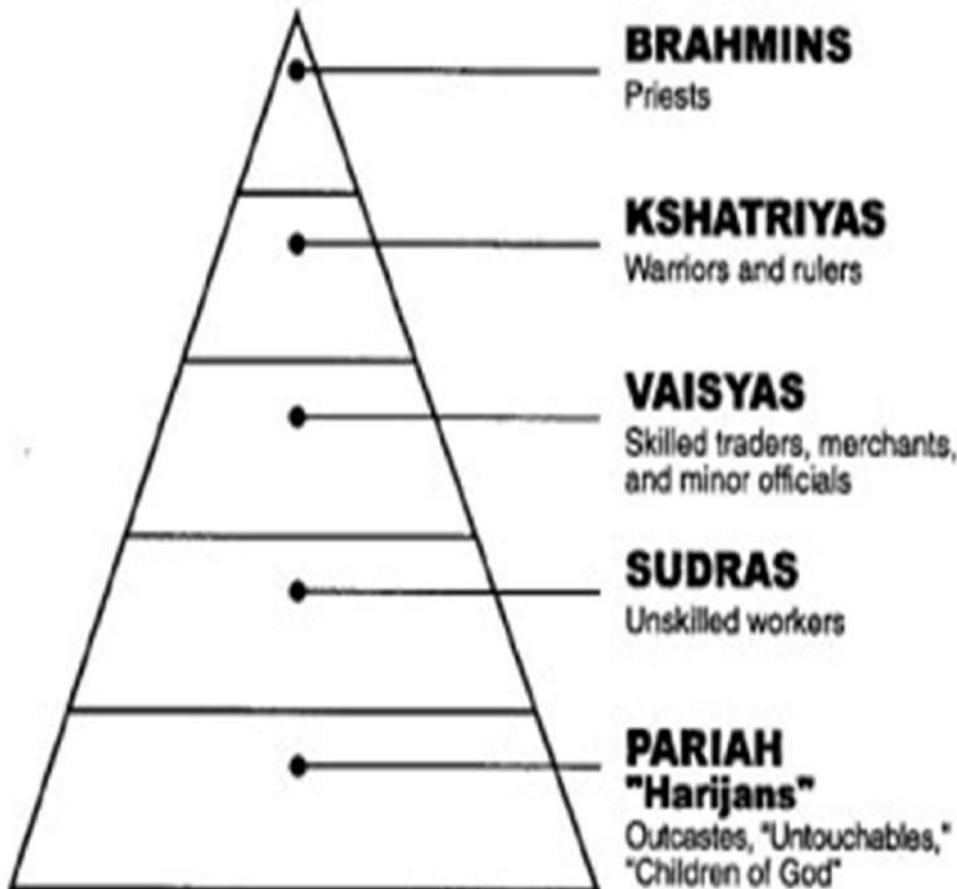 BRAHMINS
Priests
KSHATRIYAS
Warriors and rulers
VAISYAS
Skilled traders, merchants,
and minor officials
SUDRAS
Unskilled workers
PARIAH
"Harijans"
Outcastes, "Untouchables,"
"Children of God"